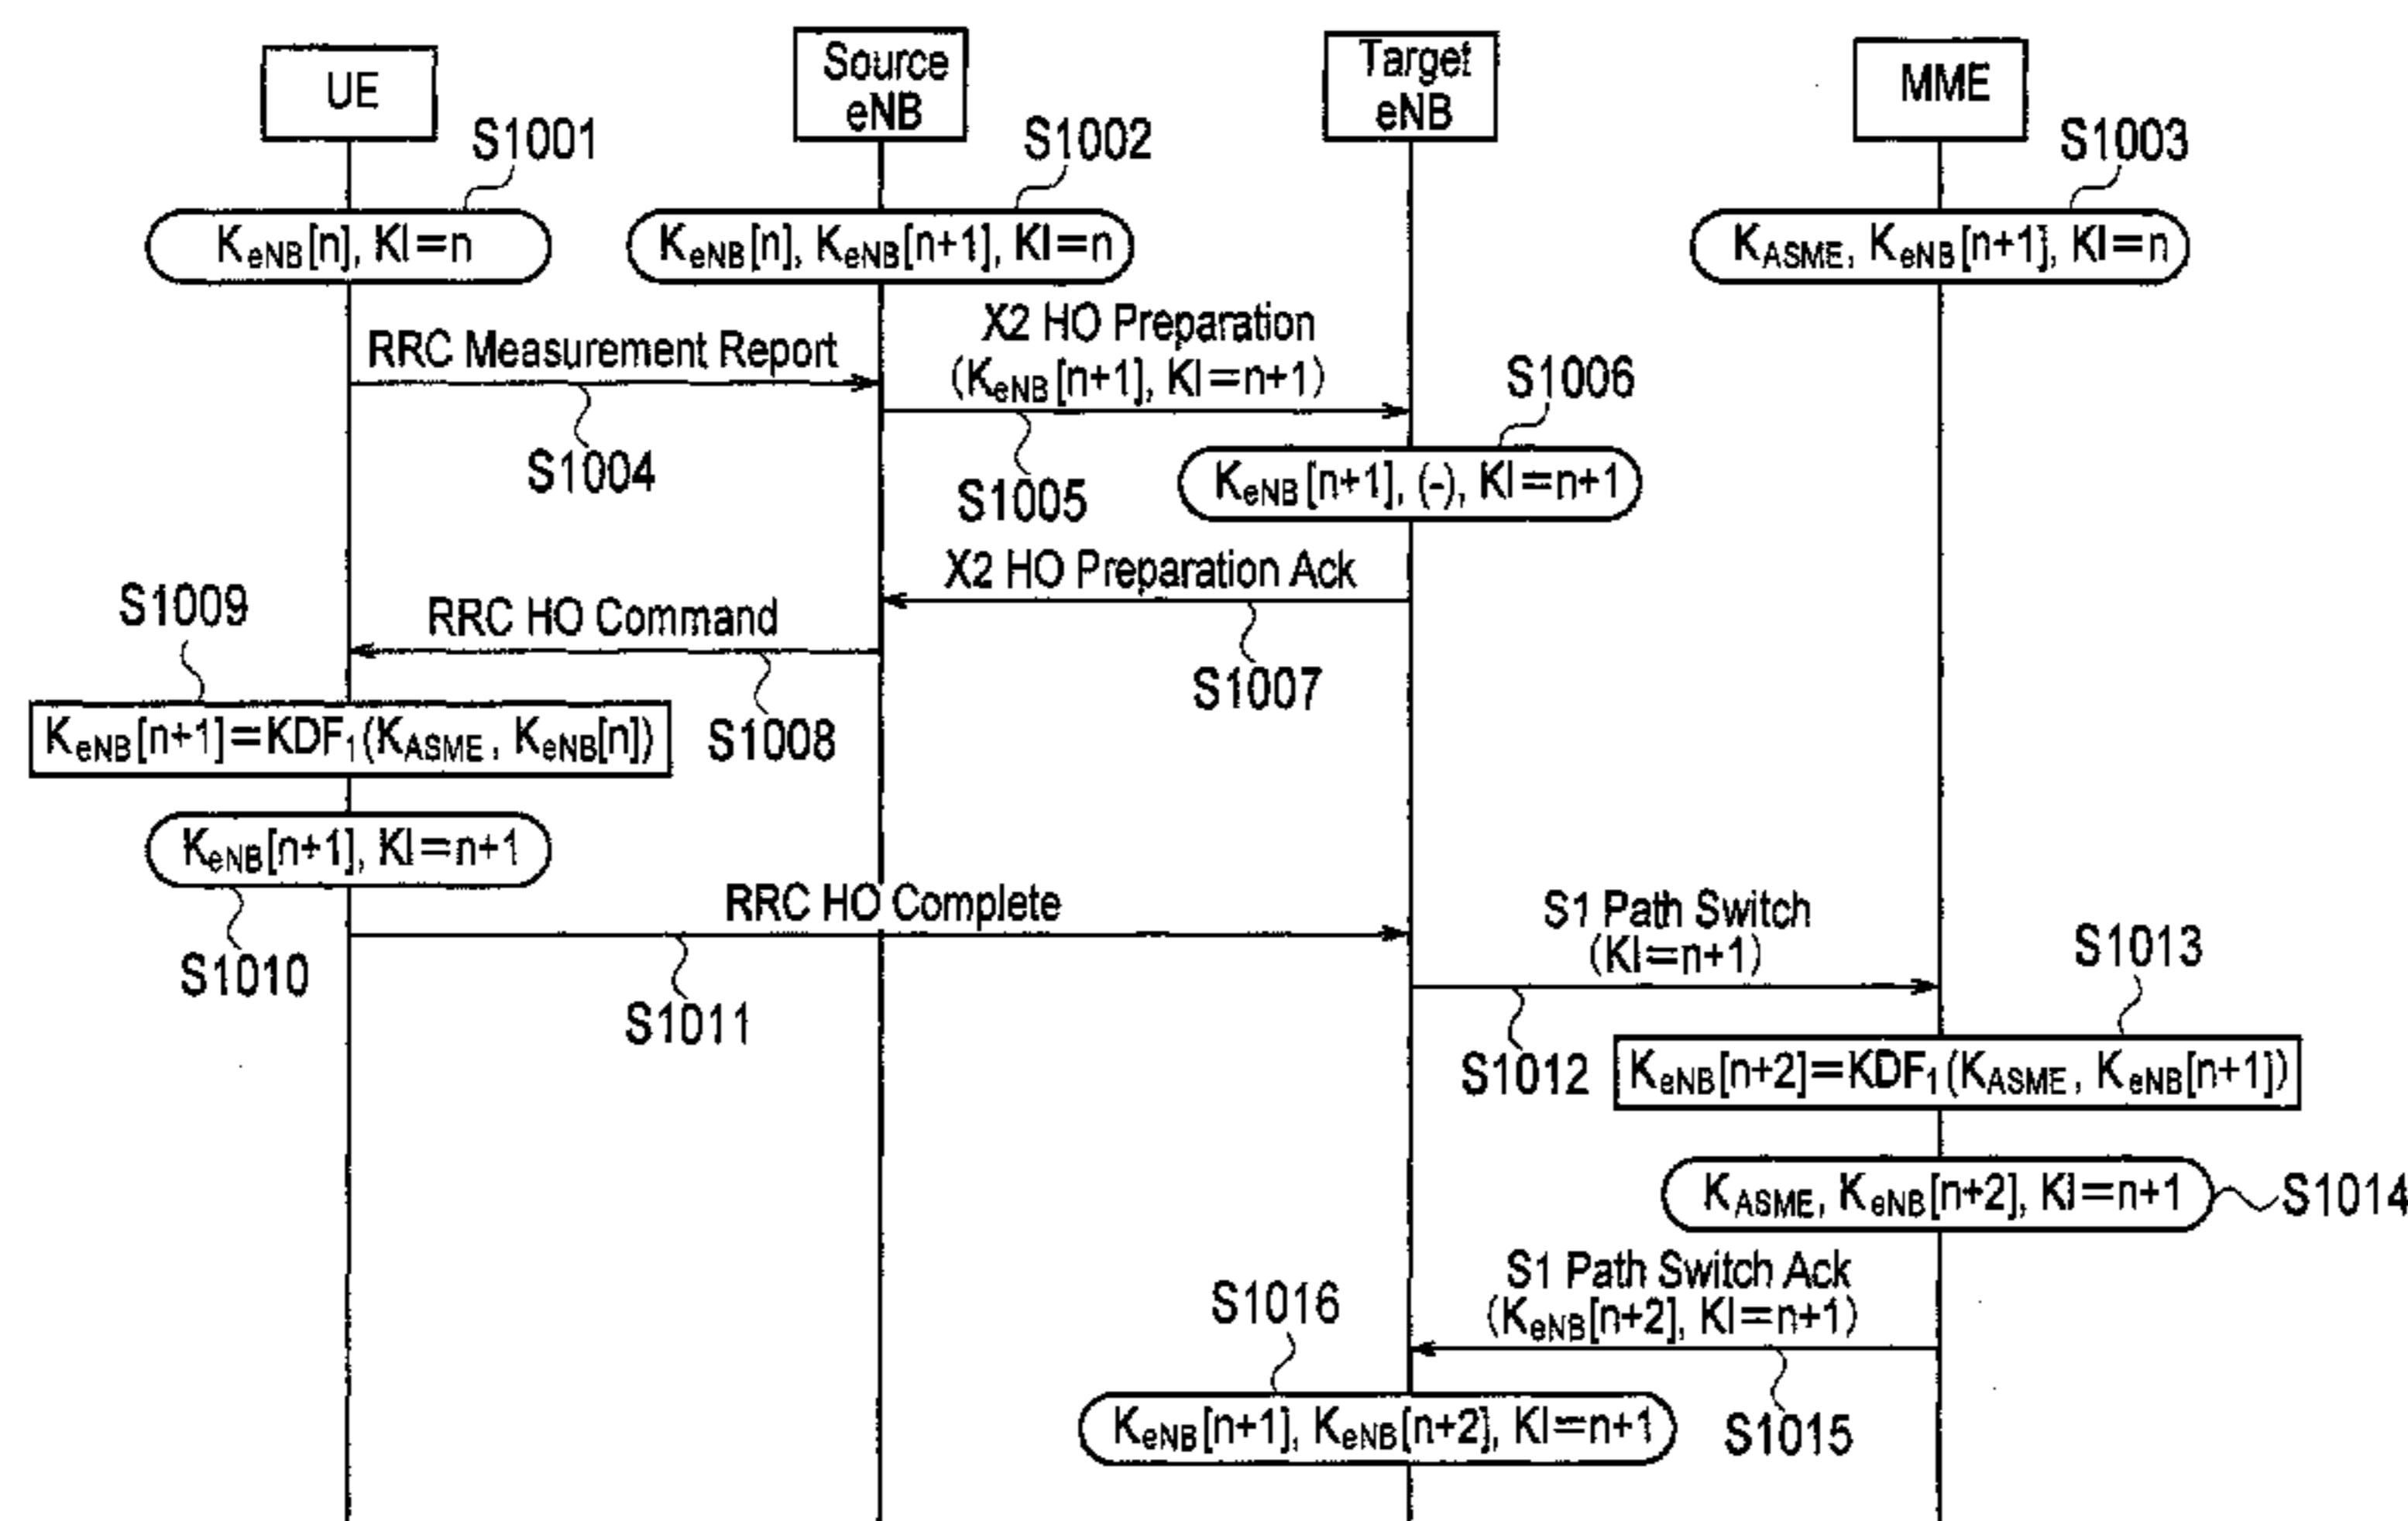 UE
Source
eNB
Target
eNB
MME
S1001
S1002
S1003
KeNB[n], KI=n
KeNB[n], KeNB[n+1], KI=n
KASME, KeNB[n+1], KI=n
RRC Measurement Report
S1004
X2 HO Preparation
(KeNB[n+1], KI=n+1)
S1005
S1006
KeNB[n+1], (-), KI=n+1
X2 HO Preparation Ack
S1007
RRC HO Command
S1008
S1009
KeNB[n+1]=KDF1(KASME, KeNB[n])
KeNB[n+1], KI=n+1
S1010
RRC HO Complete
S1011
S1 Path Switch
(KI=n+1)
S1012
S1013
KeNB[n+2]=KDF1(KASME, KeNB[n+1])
KASME, KeNB[n+2], KI=n+1
S1014
S1 Path Switch Ack
(KeNB[n+2], KI=n+1)
S1015
S1016
KeNB[n+1], KeNB[n+2], KI=n+1